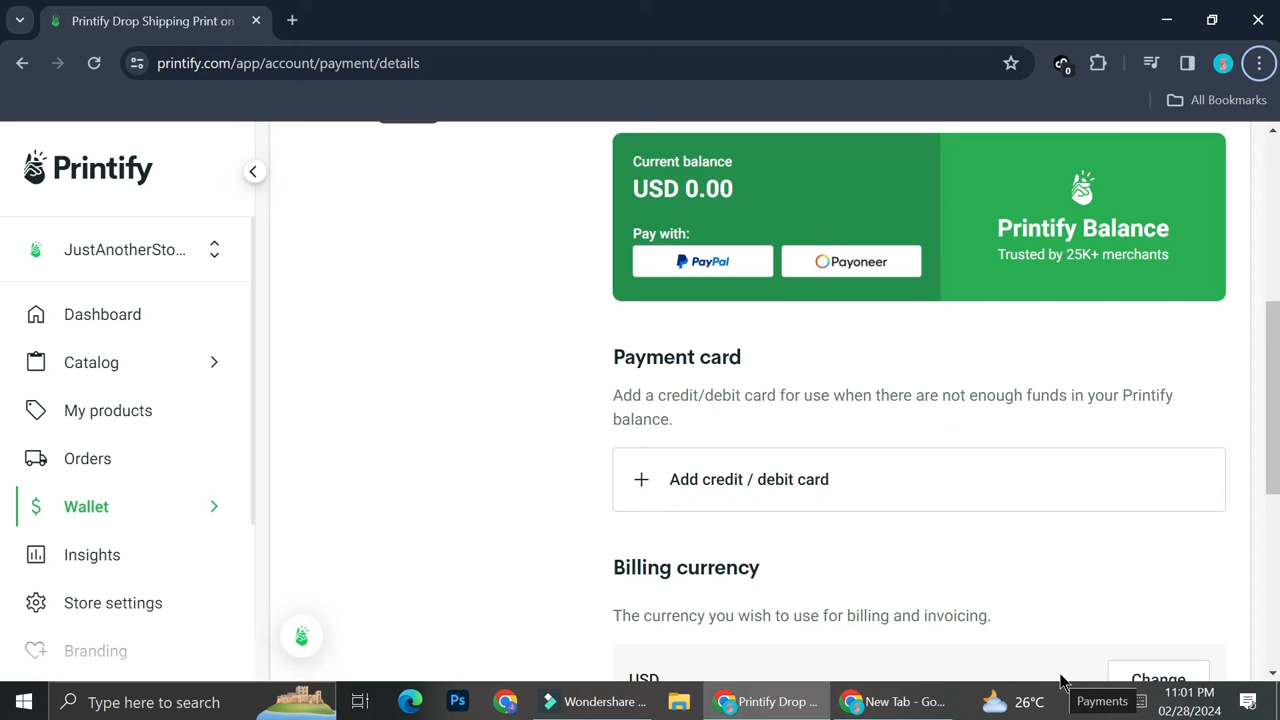 Printify Drop Shipping Print on
printify.com/app/account/payment/details
0
All Bookmarks
Printify
JustAnotherSto...
Dashboard
Catalog
My products
Orders
Wallet
Insights
Store settings
Branding
Current balance
USD 0.00
Pay with:
PayPal
Payoneer
Printify Balance
Trusted by 25K+ merchants
Payment card
Add a credit/debit card for use when there are not enough funds in your Printify
balance.
Add credit / debit card
Billing currency
The currency you wish to use for billing and invoicing.
USD
Change
Type here to search
Ps
Wondershare ...
Printify Drop ...
New Tab - Go...
26°C
Payments
11:01 PM
02/28/2024